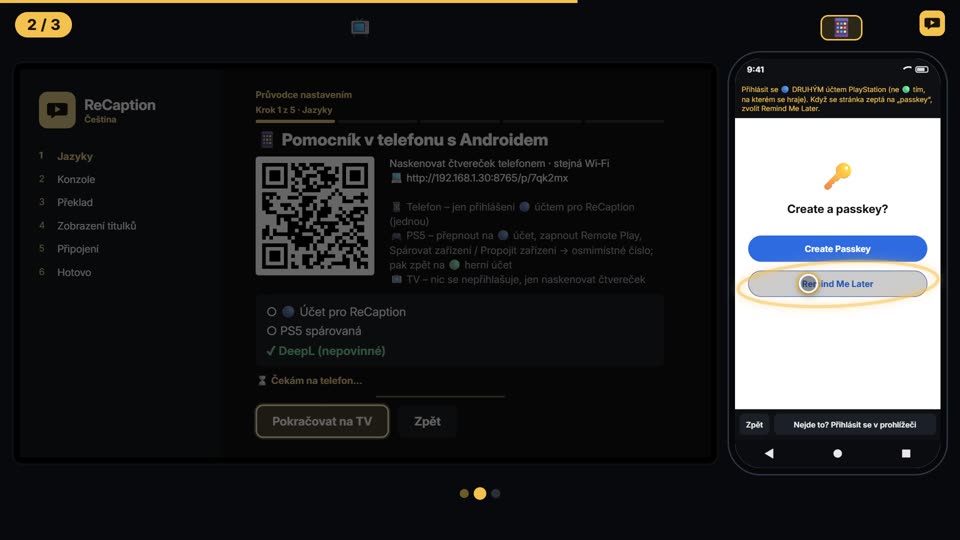 2 / 3
ReCaption
Čeština
1 Jazyky
2 Konzole
3 Překlad
4 Zobrazení titulků
5 Připojení
6 Hotovo
Průvodce nastavením
Krok 1 z 5 · Jazyky
Pomocník v telefonu s Androidem
Naskenovat čtvereček telefonem · stejná Wi-Fi
http://192.168.1.30:8765/p/7qk2mx
Telefon – jen přihlášení účtem pro ReCaption
(jednou)
PS5 – přepnout na účet, zapnout Remote Play,
Spárovat zařízení / Propojit zařízení → osmimístné číslo;
pak zpět na herní účet
TV – nic se nepřihlašuje, jen naskenovat čtvereček
Účet pro ReCaption
PS5 spárovaná
✓ DeepL (nepovinné)
Čekám na telefon...
Pokračovat na TV
Zpět
9:41
Přihlásit se DRUHÝM účtem PlayStation (ne tím,
na kterém se hraje). Když se stránka zeptá na „passkey“,
zvolit Remind Me Later.
Create a passkey?
Create Passkey
Remind Me Later
Zpět
Nejde to? Přihlásit se v prohlížeči